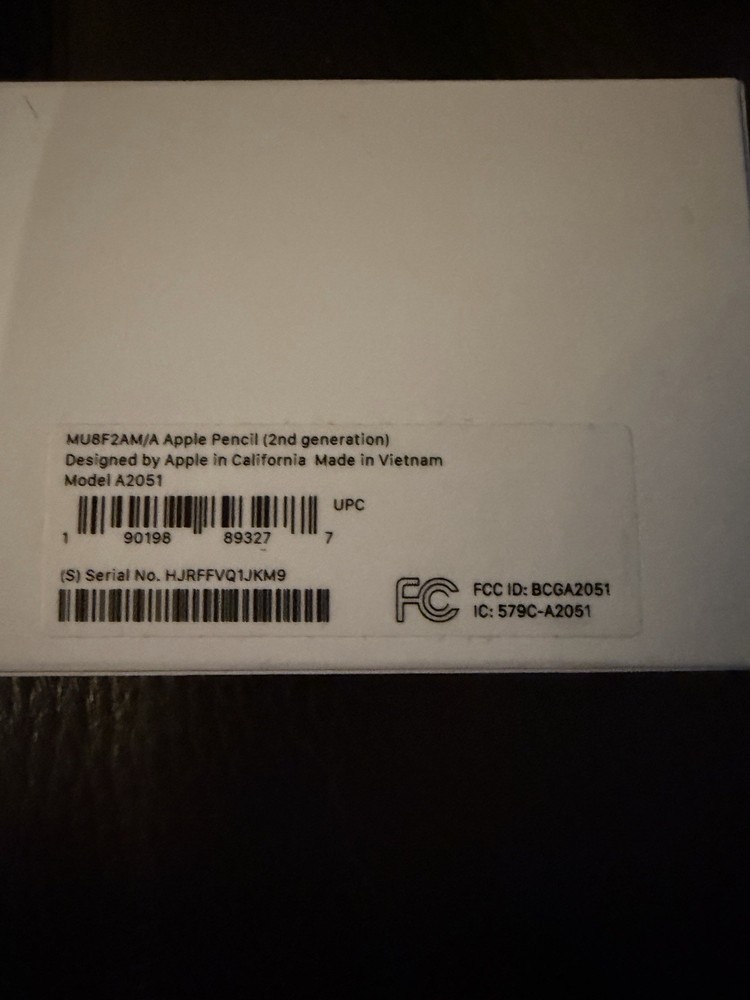 MU8F2AM/A Apple Pencil (2nd generation)
Designed by Apple in California Made in Vietnam
Model A2051
UPC
1 90198 89327 7
(S) Serial No. HJRFFVQ1JKM9
FC FCC ID: BCGA2051
IC: 579C-A2051